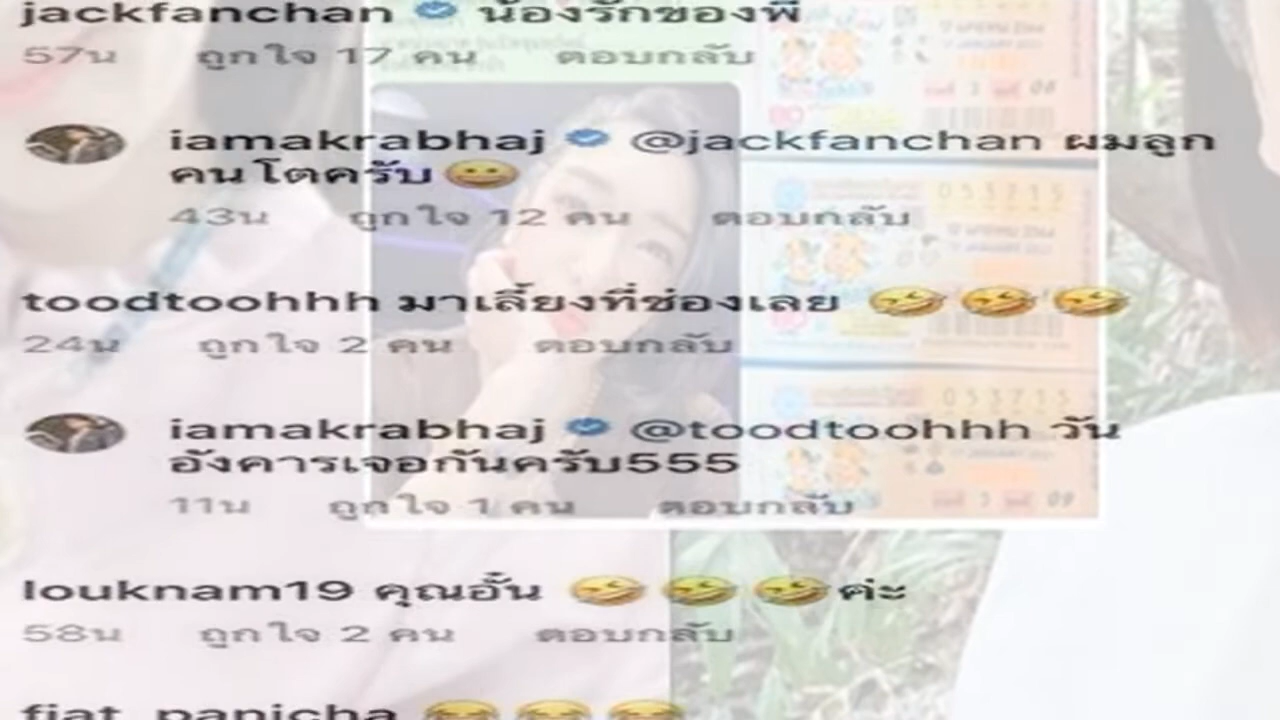 jackfanchan น้องรักของพี่
57น ถูกใจ 17 คน ตอบกลับ
iamakrabhaj @jackfanchan ผมลูก
คนโตครับ😀
43น ถูกใจ 12 คน ตอบกลับ
toodtoohhh มาเลี้ยงที่ช่องเลย 🤣🤣🤣
24น ถูกใจ 2 คน ตอบกลับ
iamakrabhaj @toodtoohhh วัน
อังคารเจอกันครับ555
11น ถูกใจ 1 คน ตอบกลับ
louknam19 คุณอั๋น 🤣🤣🤣ค่ะ
58น ถูกใจ 2 คน ตอบกลับ
fiat_panicha 😂😂😂
053715
053715